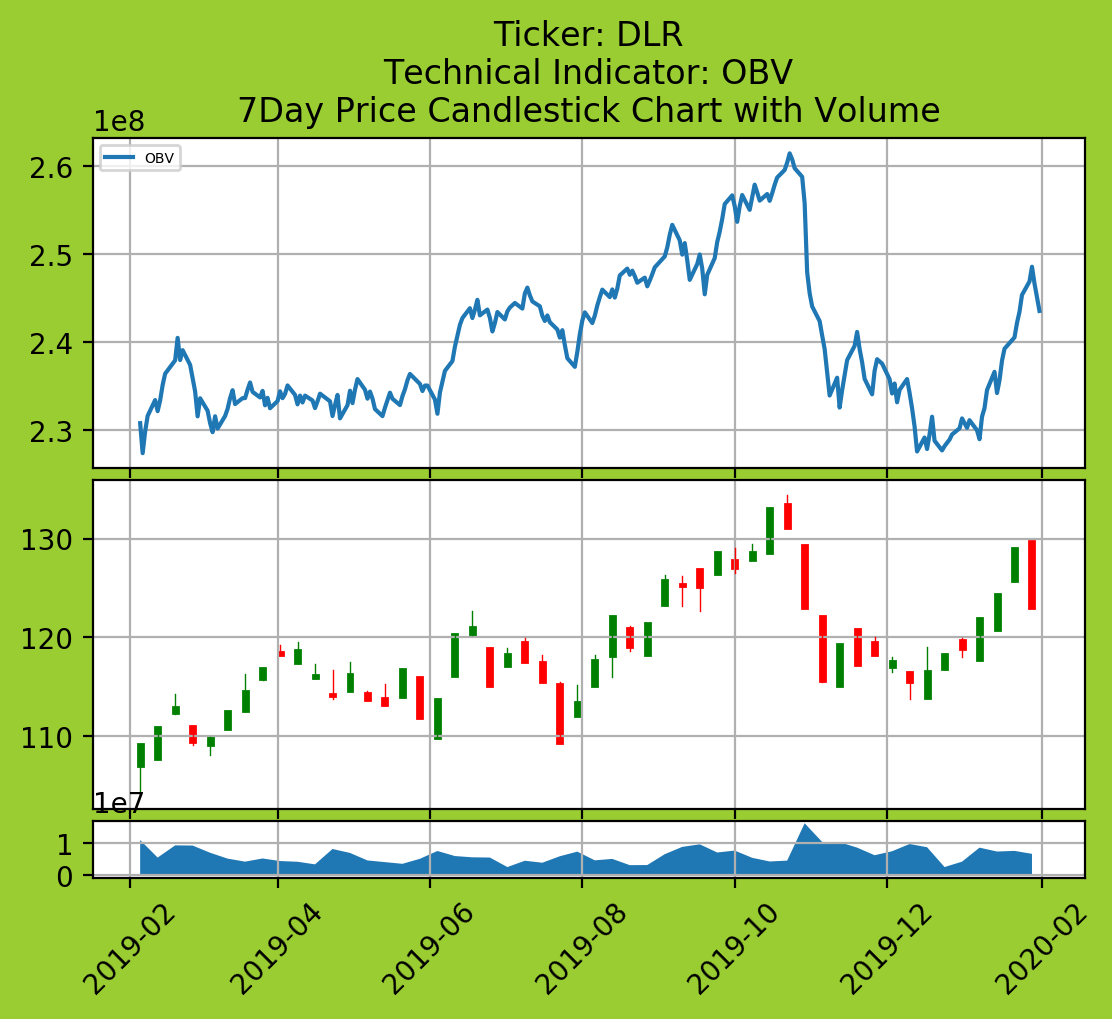 Ticker: DLR
Technical Indicator: OBV
7Day Price Candlestick Chart with Volume
1e8
OBV
2.6
2.5
2.4
2.3
130
120
110
1e7
1
0
2019-02
2019-04
2019-06
2019-08
2019-10
2019-12
2020-02